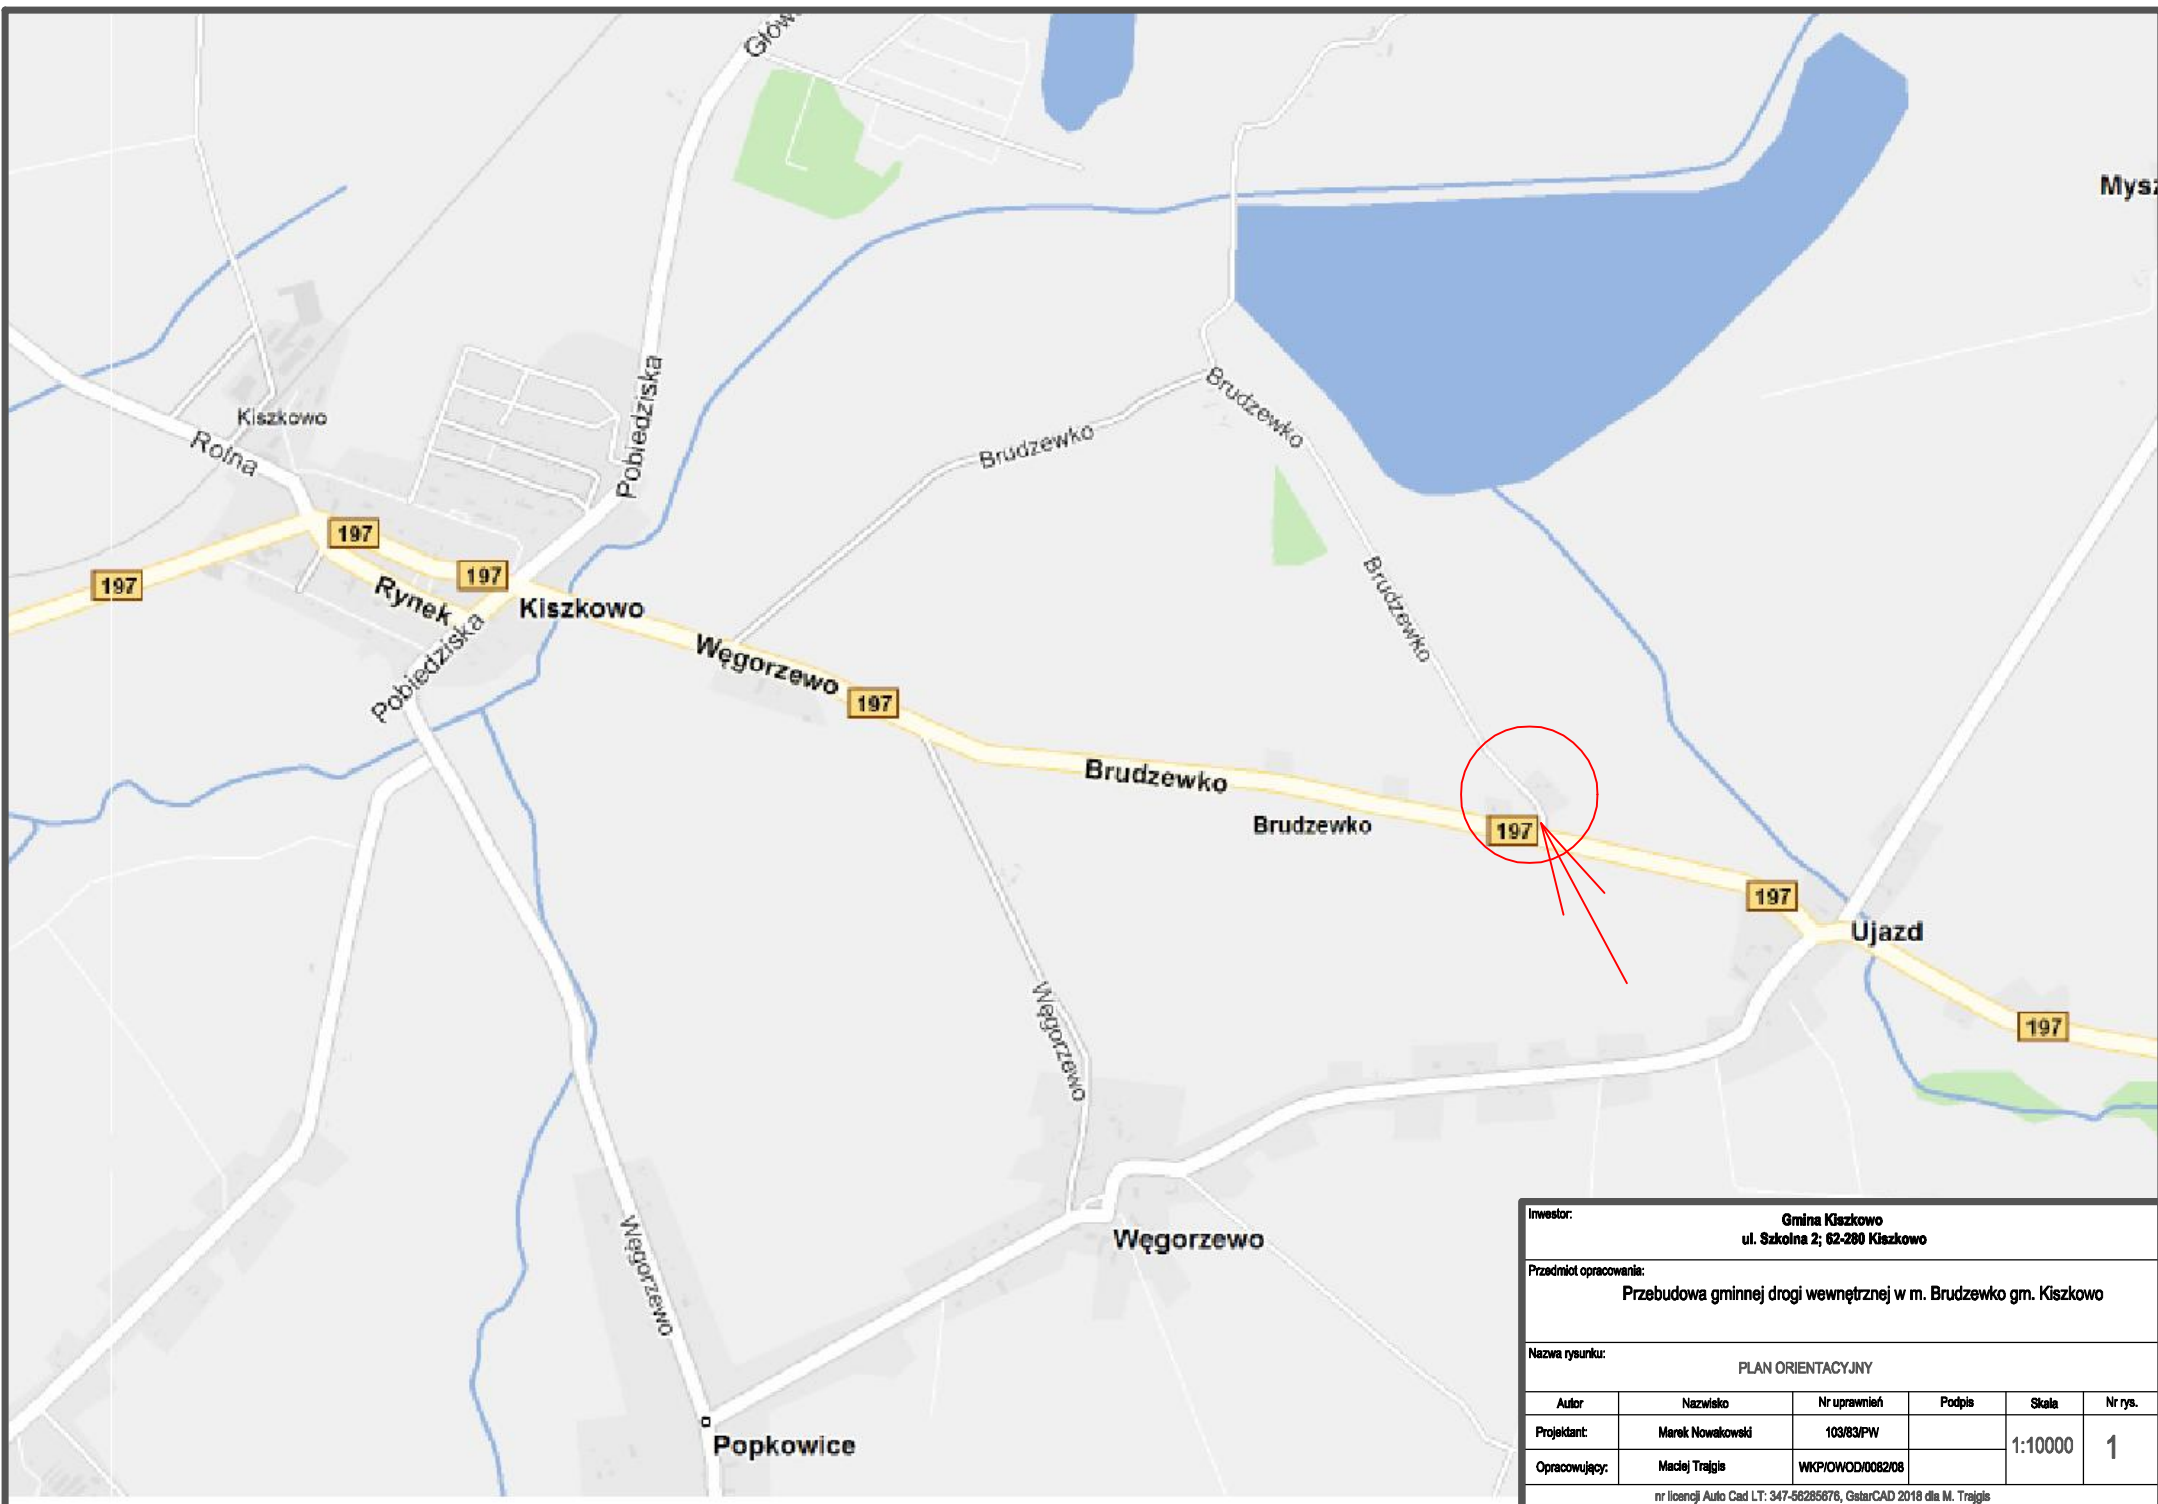 Główn
Mysz
Pobiedziska
Kiszkowo
Rolna
Brudzewko
Brudzewko
Brudzewko
197
197
197
Rynek
Kiszkowo
Pobiedziska
Węgorzewo
197
Brudzewko
Brudzewko
197
197
Ujazd
197
Węgorzewo
Węgorzewo
Węgorzewo
Popkowice
Inwestor:
Gmina Kiszkowo
ul. Szkolna 2; 62-280 Kiszkowo
Przedmiot opracowania:
Przebudowa gminnej drogi wewnętrznej w m. Brudzewko gm. Kiszkowo
Nazwa rysunku:
PLAN ORIENTACYJNY
Autor Nazwisko Nr uprawnień Podpis Skala Nr rys.
Projektant: Marek Nowakowski 103/83/PW 1:10000 1
Opracowujący: Maciej Trajgis WKP/OWOD/0082/08
nr licencji Auto Cad LT: 347-56285676, GstarCAD 2018 dla M. Trajgis